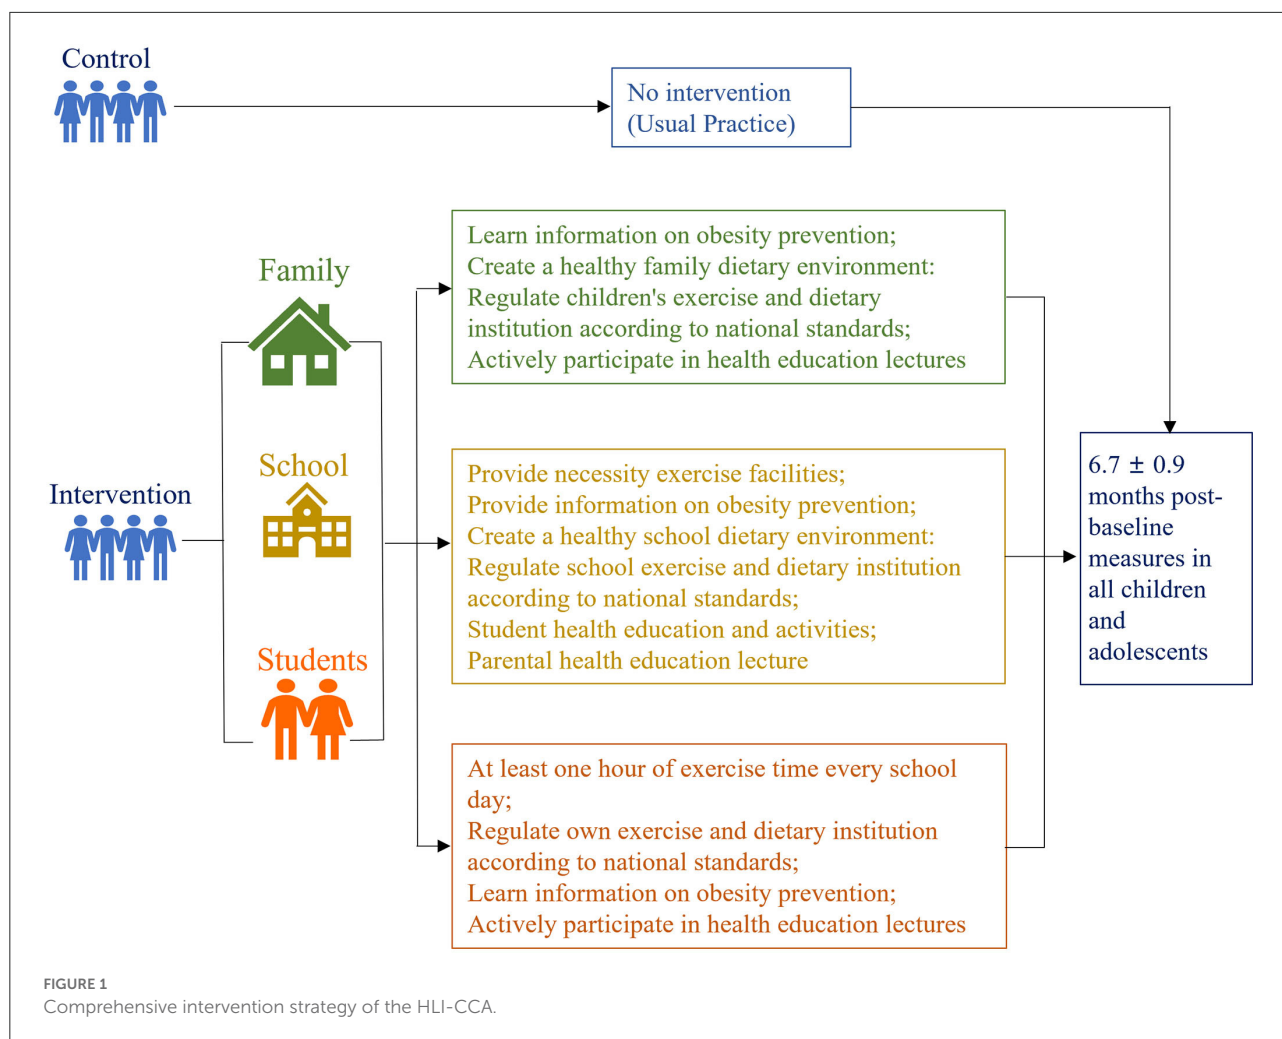 Control
No intervention
(Usual Practice)
Family
Learn information on obesity prevention;
Create a healthy family dietary environment:
Regulate children's exercise and dietary
institution according to national standards;
Actively participate in health education lectures
Intervention
School
Provide necessity exercise facilities;
Provide information on obesity prevention;
Create a healthy school dietary environment:
Regulate school exercise and dietary institution
according to national standards;
Student health education and activities;
Parental health education lecture
Students
At least one hour of exercise time every school
day;
Regulate own exercise and dietary institution
according to national standards;
Learn information on obesity prevention;
Actively participate in health education lectures
6.7 ± 0.9
months post-
baseline
measures in
all children
and
adolescents
FIGURE 1
Comprehensive intervention strategy of the HLI-CCA.